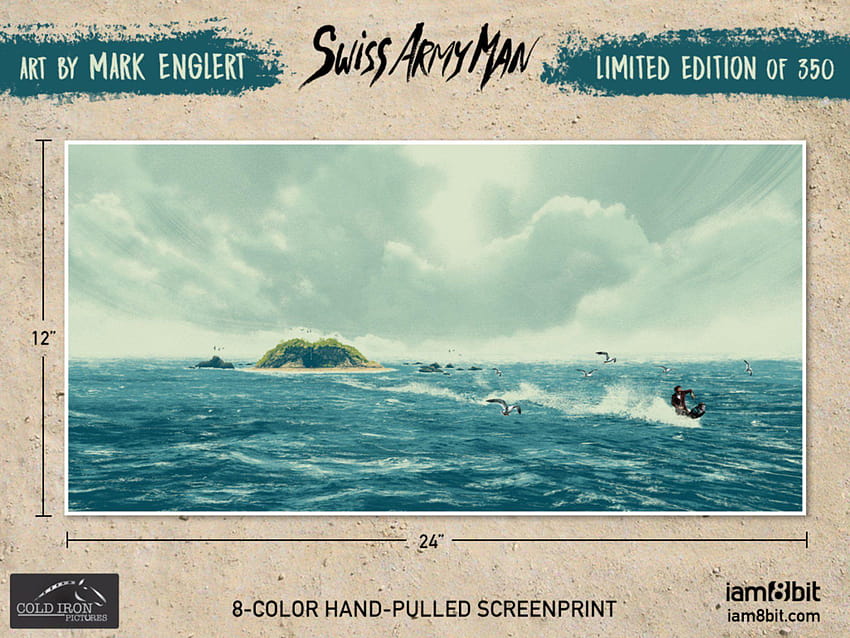 ART BY MARK ENGLERT
SWISS ARMY MAN
LIMITED EDITION OF 350
12"
24"
COLD IRON
PICTURES
8-COLOR HAND-PULLED SCREENPRINT
iam8bit
iam8bit.com